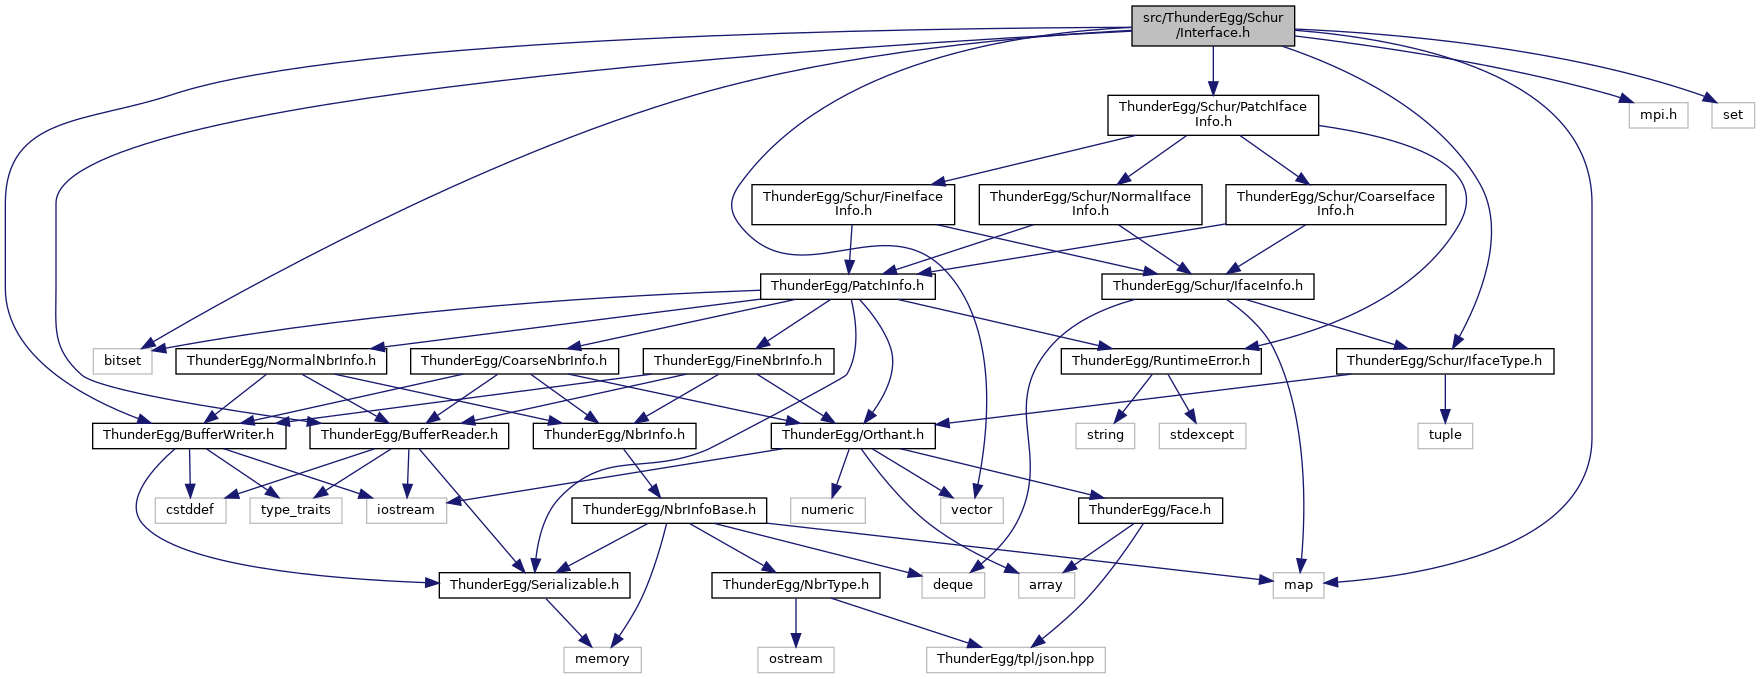 src/ThunderEgg/Schur
/Interface.h
ThunderEgg/Schur/PatchIface
Info.h
mpi.h
set
ThunderEgg/Schur/FineIface
Info.h
ThunderEgg/Schur/NormalIface
Info.h
ThunderEgg/Schur/CoarseIface
Info.h
ThunderEgg/PatchInfo.h
ThunderEgg/Schur/IfaceInfo.h
bitset
ThunderEgg/NormalNbrInfo.h
ThunderEgg/CoarseNbrInfo.h
ThunderEgg/FineNbrInfo.h
ThunderEgg/RuntimeError.h
ThunderEgg/Schur/IfaceType.h
ThunderEgg/BufferWriter.h
ThunderEgg/BufferReader.h
ThunderEgg/NbrInfo.h
ThunderEgg/Orthant.h
string
stdexcept
tuple
cstddef
type_traits
iostream
ThunderEgg/NbrInfoBase.h
numeric
vector
ThunderEgg/Face.h
ThunderEgg/Serializable.h
ThunderEgg/NbrType.h
deque
array
map
memory
ostream
ThunderEgg/tpl/json.hpp